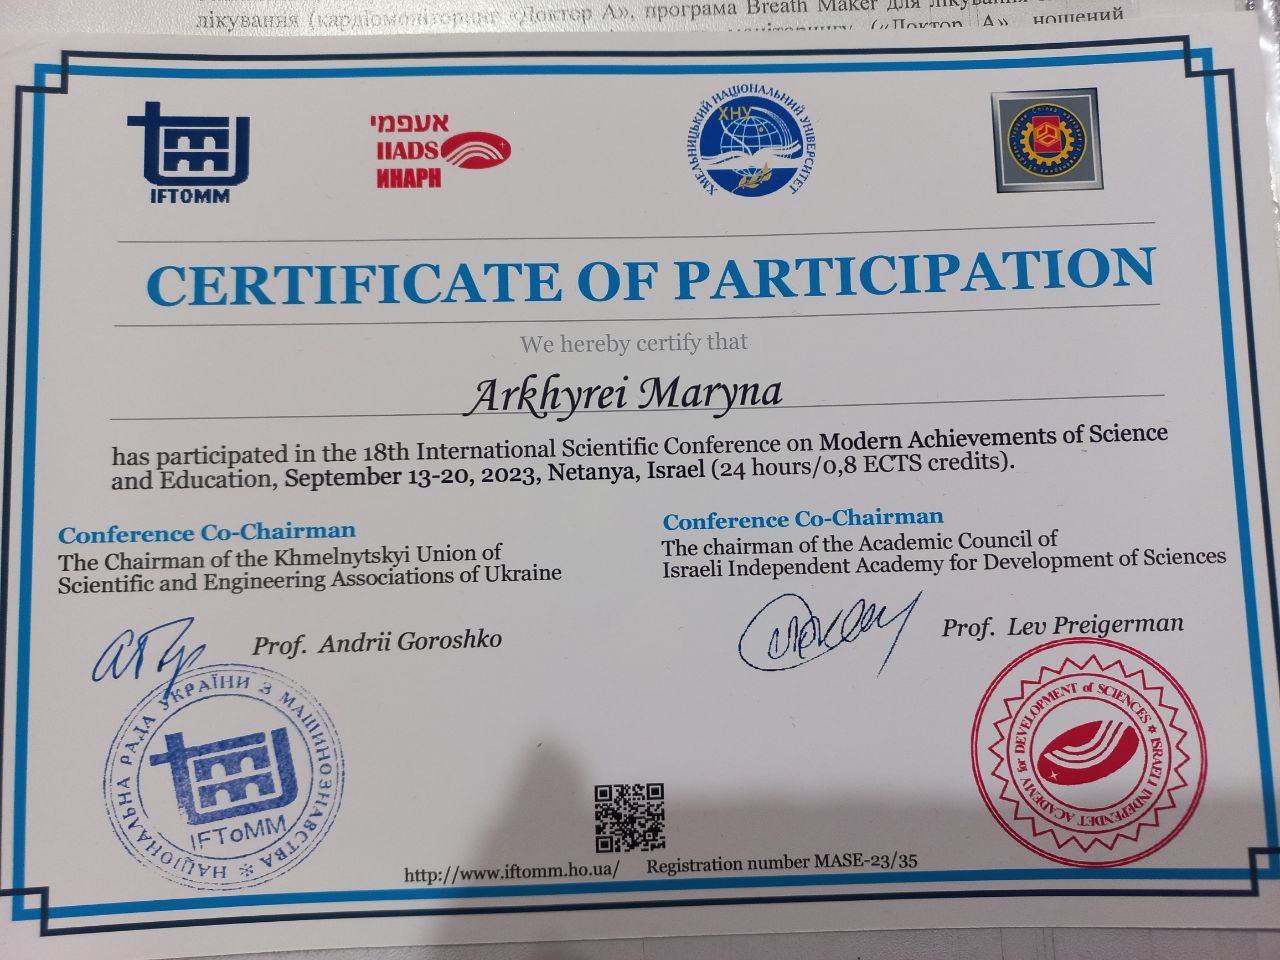 лікування (кардіомоніторинг «Доктор А», програма Breath Maker для лікування
(«Доктор А» ношений
IFTOMM
אעפמי
IIADS
ИНАРН
ХМЕЛЬНИЦЬКИЙ НАЦІОНАЛЬНИЙ УНІВЕРСИТЕТ
ХНУ
CERTIFICATE OF PARTICIPATION
We hereby certify that
Arkhyrei Maryna
has participated in the 18th International Scientific Conference on Modern Achievements of Science
and Education, September 13-20, 2023, Netanya, Israel (24 hours/0,8 ECTS credits).
Conference Co-Chairman
The Chairman of the Khmelnytskyi Union of
Scientific and Engineering Associations of Ukraine
Prof. Andrii Goroshko
Conference Co-Chairman
The chairman of the Academic Council of
Israeli Independent Academy for Development of Sciences
Prof. Lev Preigerman
НАЦІОНАЛЬНА РАДА УКРАЇНИ З МАШИНОЗНАВСТВА
IFToMM
ISRAELI INDEPENDET ACADEMY for DEVELOPMENT of SCIENCES
http://www.iftomm.ho.ua/ Registration number MASE-23/35